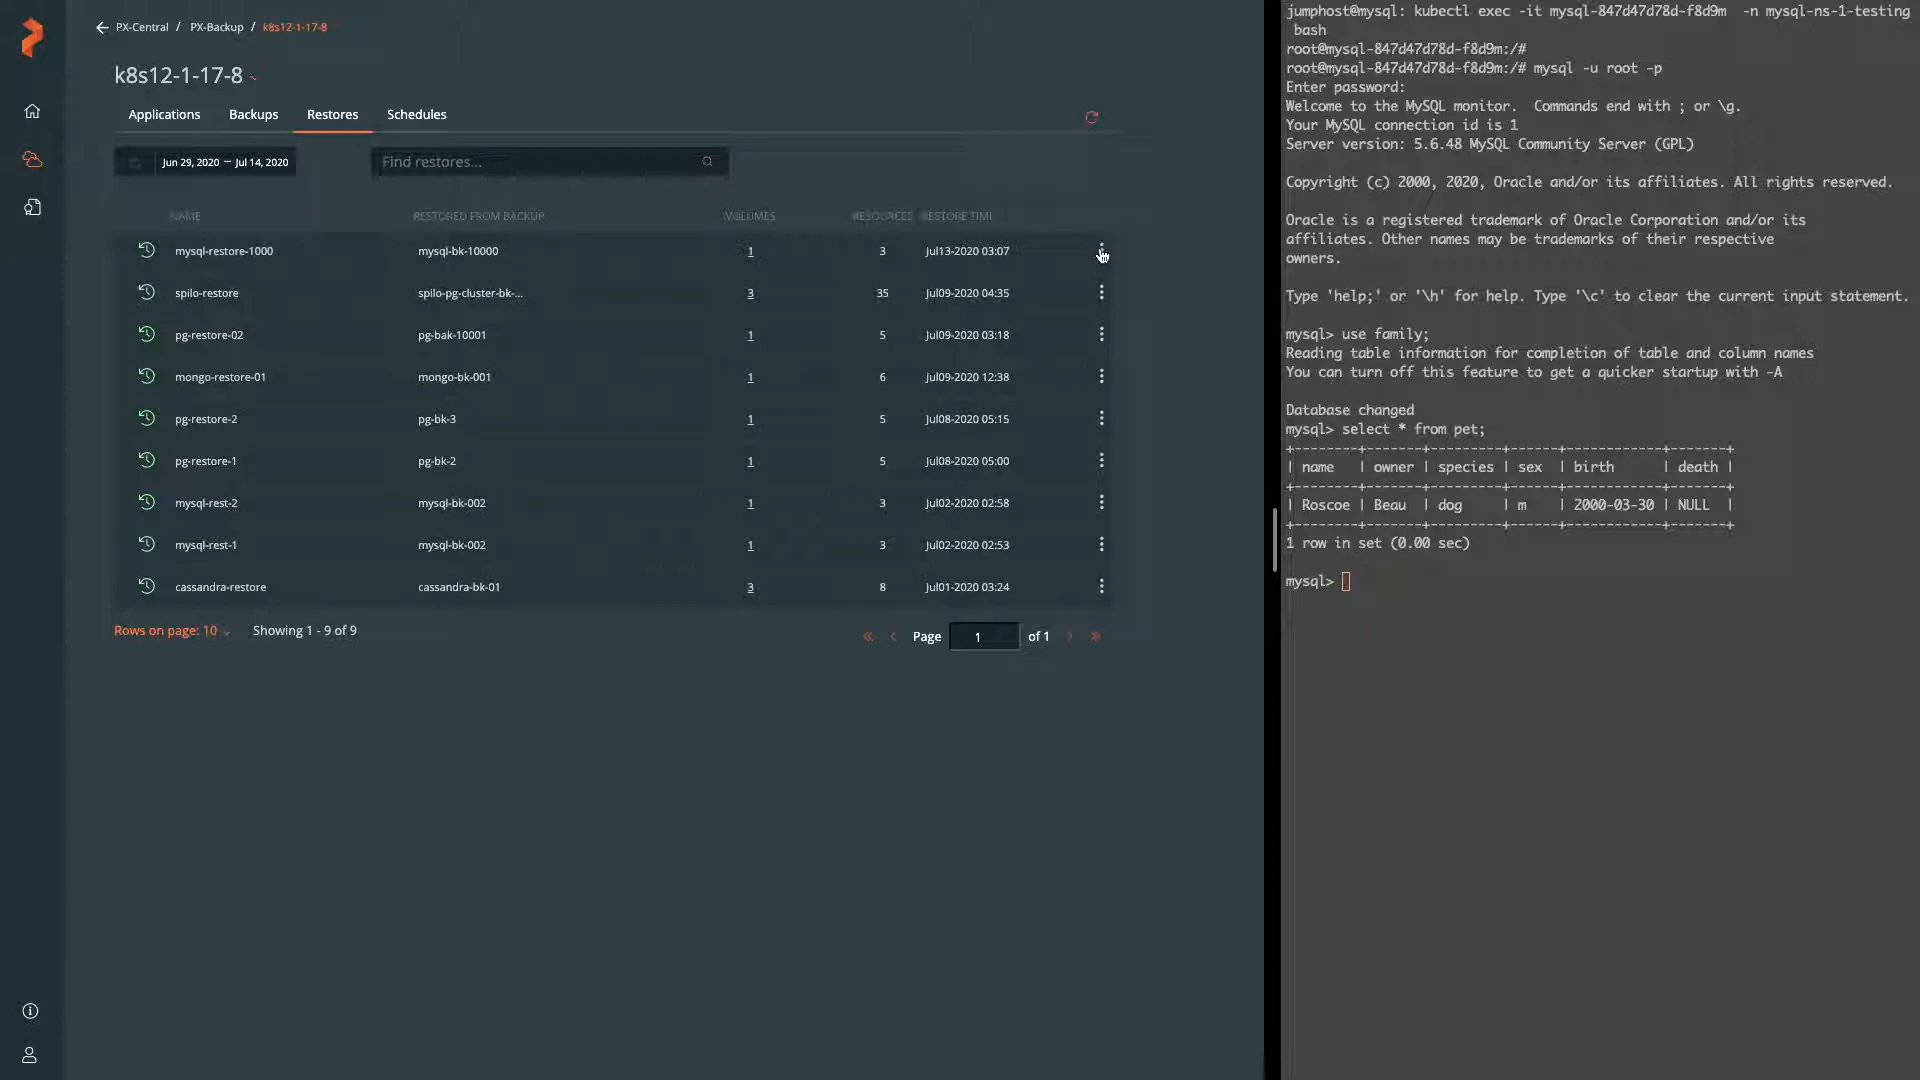 PX-Central / PX-Backup / k8s12-1-17-8
k8s12-1-17-8
Applications Backups Restores Schedules
Jun 29, 2020 – Jul 14, 2020 Find restores...
NAME RESTORED FROM BACKUP VOLUMES RESOURCES RESTORE TIME
mysql-restore-1000 mysql-bk-10000 1 3 Jul13-2020 03:07
spilo-restore spilo-pg-cluster-bk-... 3 35 Jul09-2020 04:35
pg-restore-02 pg-bak-10001 1 5 Jul09-2020 03:18
mongo-restore-01 mongo-bk-001 1 6 Jul09-2020 12:38
pg-restore-2 pg-bk-3 1 5 Jul08-2020 05:15
pg-restore-1 pg-bk-2 1 5 Jul08-2020 05:00
mysql-rest-2 mysql-bk-002 1 3 Jul02-2020 02:58
mysql-rest-1 mysql-bk-002 1 3 Jul02-2020 02:53
cassandra-restore cassandra-bk-01 3 8 Jul01-2020 03:24
Rows on page: 10 Showing 1 - 9 of 9 « ‹ Page 1 of 1 › »
jumphost@mysql: kubectl exec -it mysql-847d47d78d-f8d9m  -n mysql-ns-1-testing
 bash
root@mysql-847d47d78d-f8d9m:/#
root@mysql-847d47d78d-f8d9m:/# mysql -u root -p
Enter password:
Welcome to the MySQL monitor.  Commands end with ; or \g.
Your MySQL connection id is 1
Server version: 5.6.48 MySQL Community Server (GPL)
Copyright (c) 2000, 2020, Oracle and/or its affiliates. All rights reserved.
Oracle is a registered trademark of Oracle Corporation and/or its
affiliates. Other names may be trademarks of their respective
owners.
Type 'help;' or '\h' for help. Type '\c' to clear the current input statement.
mysql> use family;
Reading table information for completion of table and column names
You can turn off this feature to get a quicker startup with -A
Database changed
mysql> select * from pet;
+--------+-------+---------+------+------------+-------+
| name   | owner | species | sex  | birth      | death |
+--------+-------+---------+------+------------+-------+
| Roscoe | Beau  | dog     | m    | 2000-03-30 | NULL  |
+--------+-------+---------+------+------------+-------+
1 row in set (0.00 sec)
mysql>